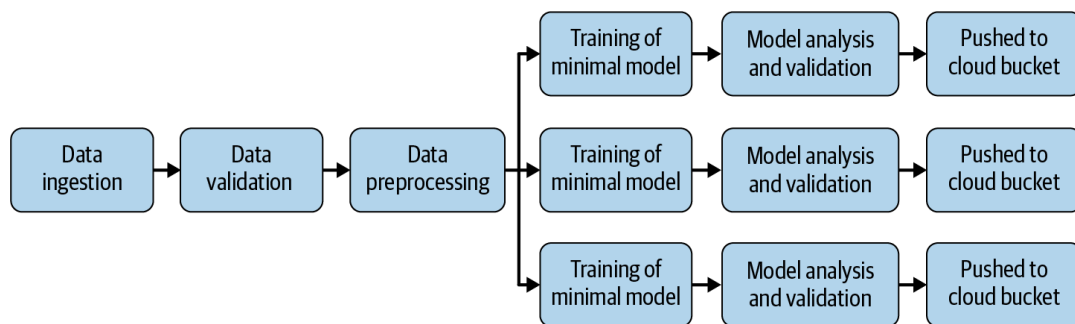 Data
ingestion
Data
validation
Data
preprocessing
Training of
minimal model
Model analysis
and validation
Pushed to
cloud bucket
Training of
minimal model
Model analysis
and validation
Pushed to
cloud bucket
Training of
minimal model
Model analysis
and validation
Pushed to
cloud bucket